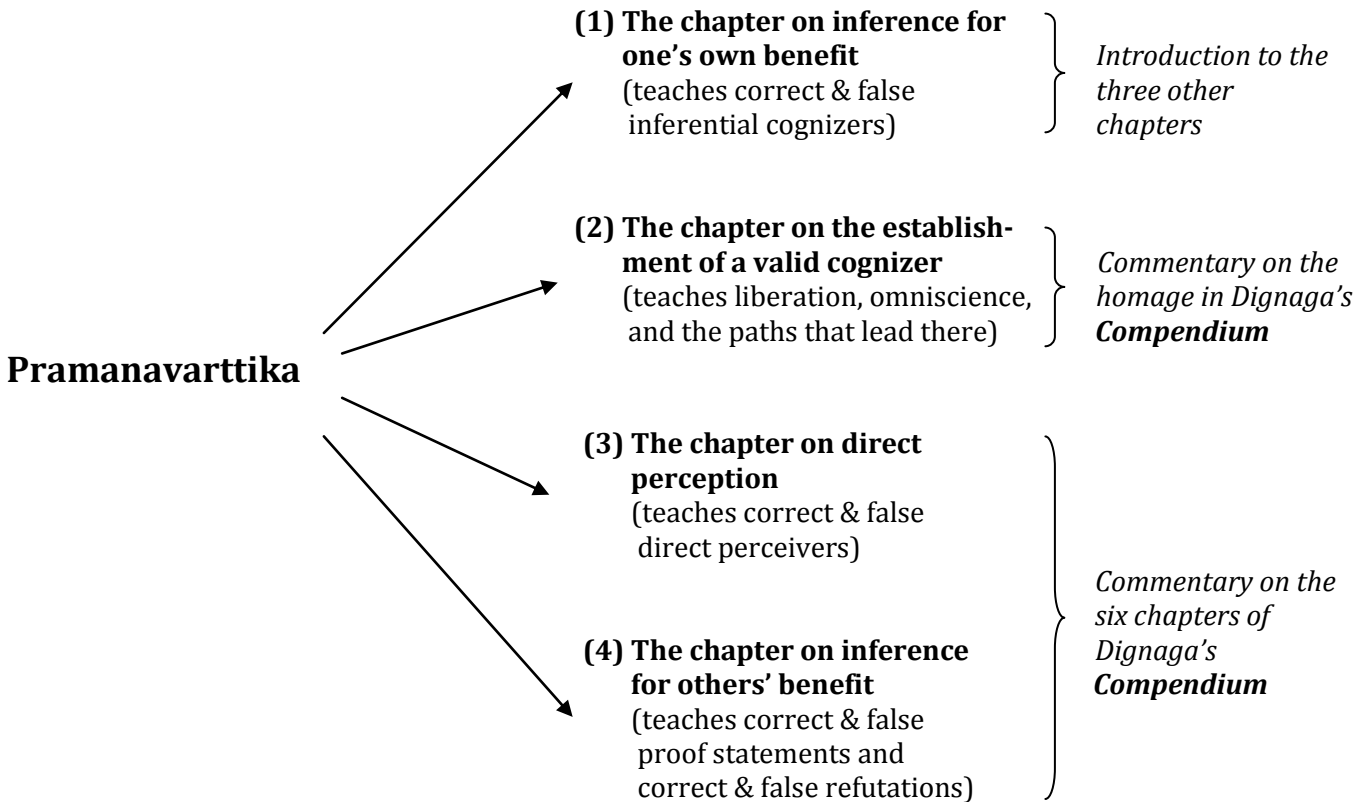 Pramanavarttika
(1) The chapter on inference for
one’s own benefit
(teaches correct & false
inferential cognizers)
Introduction to the
three other
chapters
(2) The chapter on the establish-
ment of a valid cognizer
(teaches liberation, omniscience,
and the paths that lead there)
Commentary on the
homage in Dignaga’s
Compendium
(3) The chapter on direct
perception
(teaches correct & false
direct perceivers)
(4) The chapter on inference
for others’ benefit
(teaches correct & false
proof statements and
correct & false refutations)
Commentary on the
six chapters of
Dignaga’s
Compendium